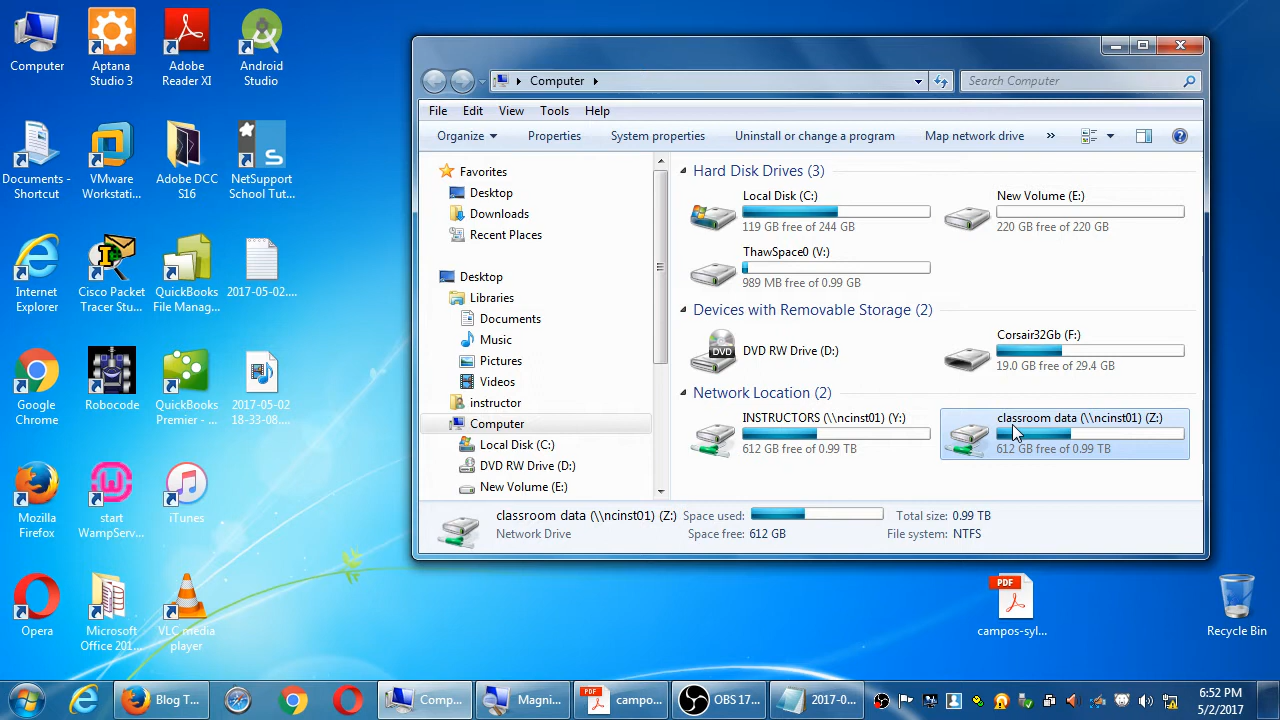 Computer
Aptana
Studio 3
Adobe
Reader XI
Android
Studio
Documents -
Shortcut
VMware
Workstati...
Adobe DCC
S16
NetSupport
School Tut...
Internet
Explorer
Cisco Packet
Tracer Stu...
QuickBooks
File Manag...
2017-05-02....
Google
Chrome
Robocode
QuickBooks
Premier - ...
2017-05-02
18-33-08....
Mozilla
Firefox
start
WampServ...
iTunes
Opera
Microsoft
Office 201...
VLC media
player
Computer
Search Computer
File Edit View Tools Help
Organize Properties System properties Uninstall or change a program Map network drive »
Favorites
Desktop
Downloads
Recent Places
Desktop
Libraries
Documents
Music
Pictures
Videos
instructor
Computer
Local Disk (C:)
DVD RW Drive (D:)
New Volume (E:)
Hard Disk Drives (3)
Local Disk (C:)
119 GB free of 244 GB
New Volume (E:)
220 GB free of 220 GB
ThawSpace0 (V:)
989 MB free of 0.99 GB
Devices with Removable Storage (2)
DVD
DVD RW Drive (D:)
Corsair32Gb (F:)
19.0 GB free of 29.4 GB
Network Location (2)
INSTRUCTORS (\\ncinst01) (Y:)
612 GB free of 0.99 TB
classroom data (\\ncinst01) (Z:)
612 GB free of 0.99 TB
classroom data (\\ncinst01) (Z:) Space used: Total size: 0.99 TB
Network Drive Space free: 612 GB File system: NTFS
PDF
campos-syl...
Recycle Bin
Blog T...
Comp...
Magni...
PDF
campo...
OBS 17....
2017-0...
6:52 PM
5/2/2017